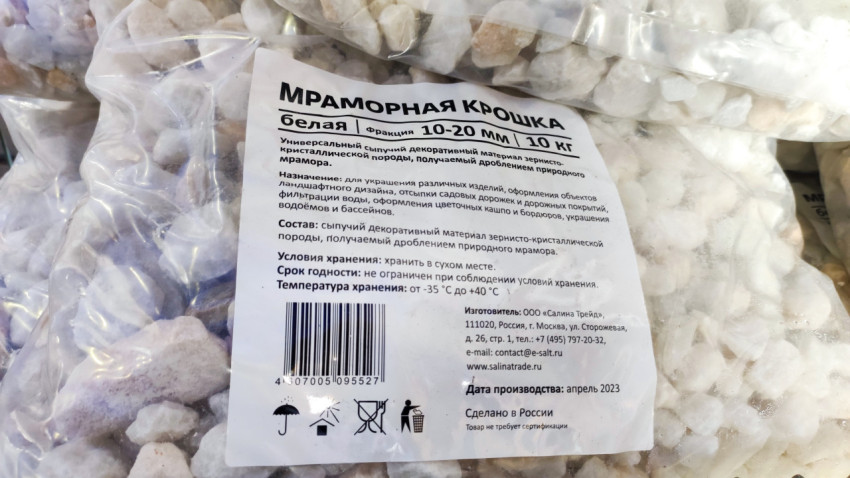 МРАМОРНАЯ КРОШКА
белая | Фракция 10-20 мм | 10 кг
Универсальный сыпучий декоративный материал зернисто-
кристаллической породы, получаемый дроблением природного
мрамора.
Назначение: для украшения различных изделий, оформления объектов
ландшафтного дизайна, отсыпки садовых дорожек и дорожных покрытий,
фильтрации воды, оформления цветочных кашпо и бордюров, украшения
водоёмов и бассейнов.
Состав: сыпучий декоративный материал зернисто-кристаллической
породы, получаемый дроблением природного мрамора.
Условия хранения: хранить в сухом месте.
Срок годности: не ограничен при соблюдении условий хранения.
Температура хранения: от -35 °C до +40 °C
Изготовитель: ООО «Салина Трейд»,
111020, Россия, г. Москва, ул. Сторожевая,
д. 26, стр. 1, тел.: +7 (495) 797-20-32,
e-mail: contact@e-salt.ru
www.salinatrade.ru
4 607005 095527
Дата производства: апрель 2023
Сделано в России
Товар не требует сертификации